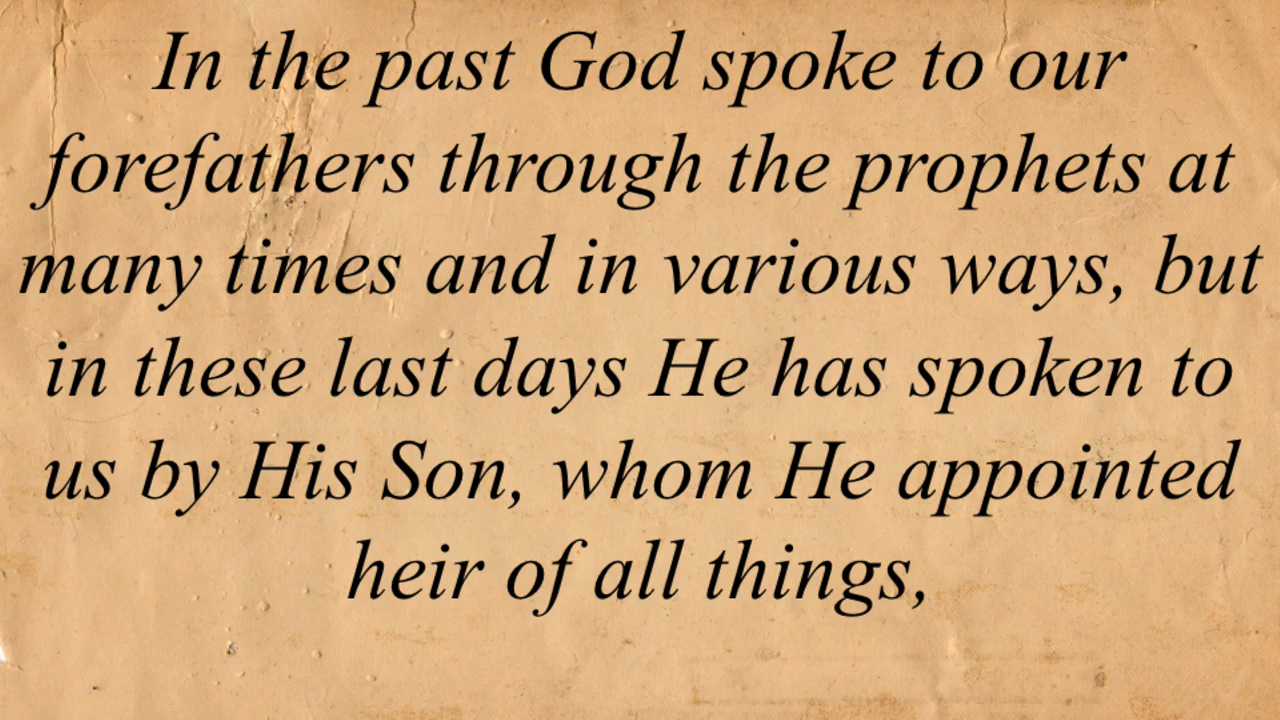 In the past God spoke to our
forefathers through the prophets at
many times and in various ways, but
in these last days He has spoken to
us by His Son, whom He appointed
heir of all things,